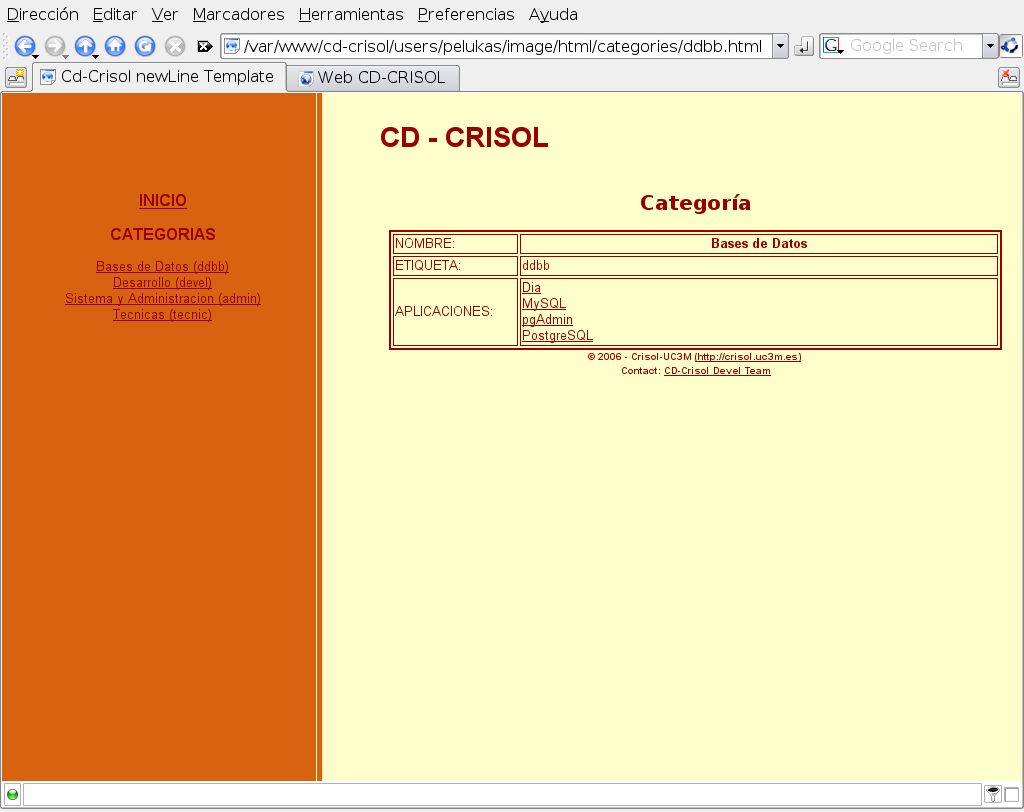 Dirección Editar Ver Marcadores Herramientas Preferencias Ayuda
/var/www/cd-crisol/users/pelukas/image/html/categories/ddbb.html Google Search
Cd-Crisol newLine Template Web CD-CRISOL
CD - CRISOL
INICIO
CATEGORIAS
Bases de Datos (ddbb)
Desarrollo (devel)
Sistema y Administracion (admin)
Tecnicas (tecnic)
Categoría
NOMBRE: Bases de Datos
ETIQUETA: ddbb
APLICACIONES: Dia
MySQL
pgAdmin
PostgreSQL
© 2006 - Crisol-UC3M (http://crisol.uc3m.es)
Contact: CD-Crisol Devel Team